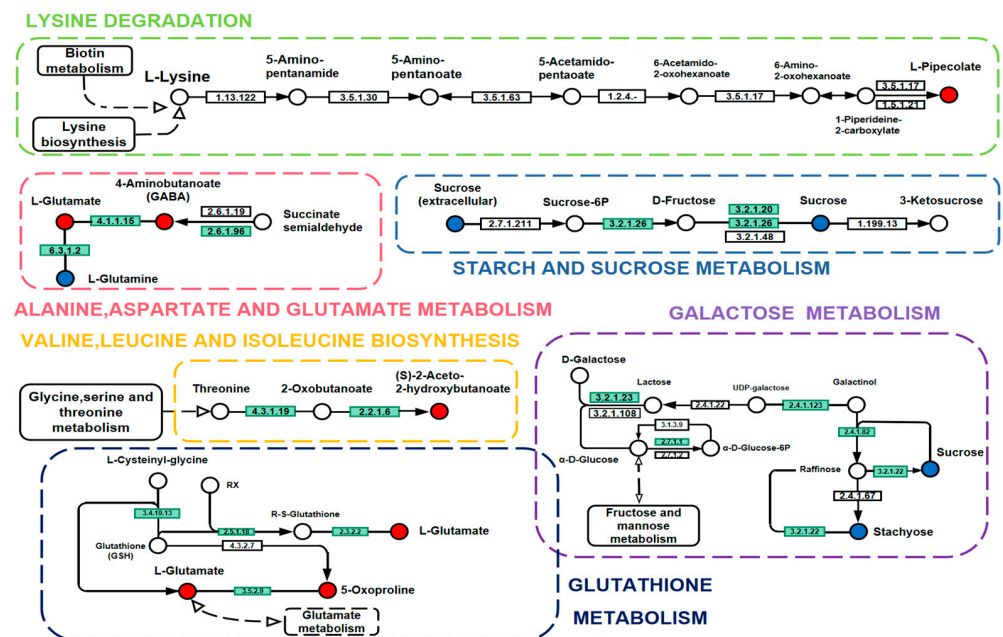 LYSINE DEGRADATION
Biotin
metabolism
Lysine
biosynthesis
L-Lysine
1.13.122
5-Amino-
pentanamide
3.5.1.30
5-Amino-
pentanoate
3.5.1.63
5-Acetamido-
pentaoate
1.2.4.-
6-Acetamido-
2-oxohexanoate
3.5.1.17
6-Amino-
2-oxohexanoate
1-Piperideine-
2-carboxylate
3.5.1.17
1.5.1.21
L-Pipecolate
4-Aminobutanoate
(GABA)
L-Glutamate
4.1.1.15
2.6.1.19
2.6.1.96
Succinate
semialdehyde
6.3.1.2
L-Glutamine
ALANINE,ASPARTATE AND GLUTAMATE METABOLISM
Sucrose
(extracellular)
2.7.1.211
Sucrose-6P
3.2.1.26
D-Fructose
3.2.1.20
3.2.1.26
3.2.1.48
Sucrose
1.199.13
3-Ketosucrose
STARCH AND SUCROSE METABOLISM
VALINE,LEUCINE AND ISOLEUCINE BIOSYNTHESIS
Glycine,serine and
threonine
metabolism
Threonine
4.3.1.19
2-Oxobutanoate
2.2.1.6
(S)-2-Aceto-
2-hydroxybutanoate
GALACTOSE METABOLISM
D-Galactose
3.2.1.23
3.2.1.108
Lactose
2.4.1.22
UDP-galactose
2.4.1.123
Galactinol
3.1.3.9
2.7.1.1
2.7.1.2
α-D-Glucose
α-D-Glucose-6P
2.4.1.82
Raffinose
3.2.1.22
Sucrose
2.4.1.67
3.2.1.22
Stachyose
Fructose and
mannose
metabolism
L-Cysteinyl-glycine
RX
3.4.19.13
Glutathione
(GSH)
2.5.1.18
R-S-Glutathione
2.3.2.2
L-Glutamate
4.3.2.7
L-Glutamate
3.5.2.9
5-Oxoproline
Glutamate
metabolism
GLUTATHIONE
METABOLISM